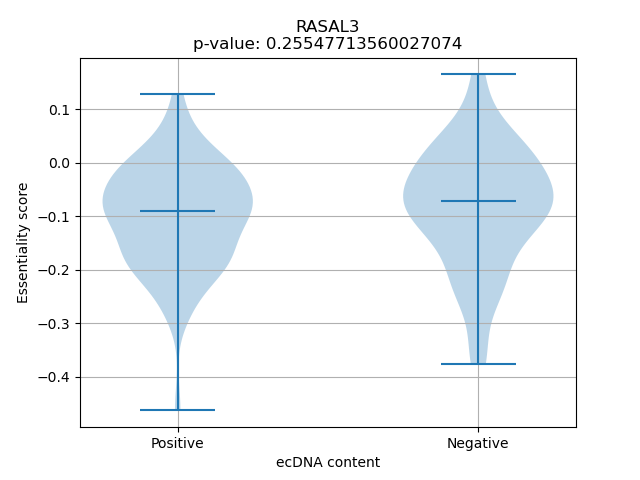 RASAL3
p-value: 0.25547713560027074
Essentiality score
0.1
0.0
−0.1
−0.2
−0.3
−0.4
Positive
Negative
ecDNA content